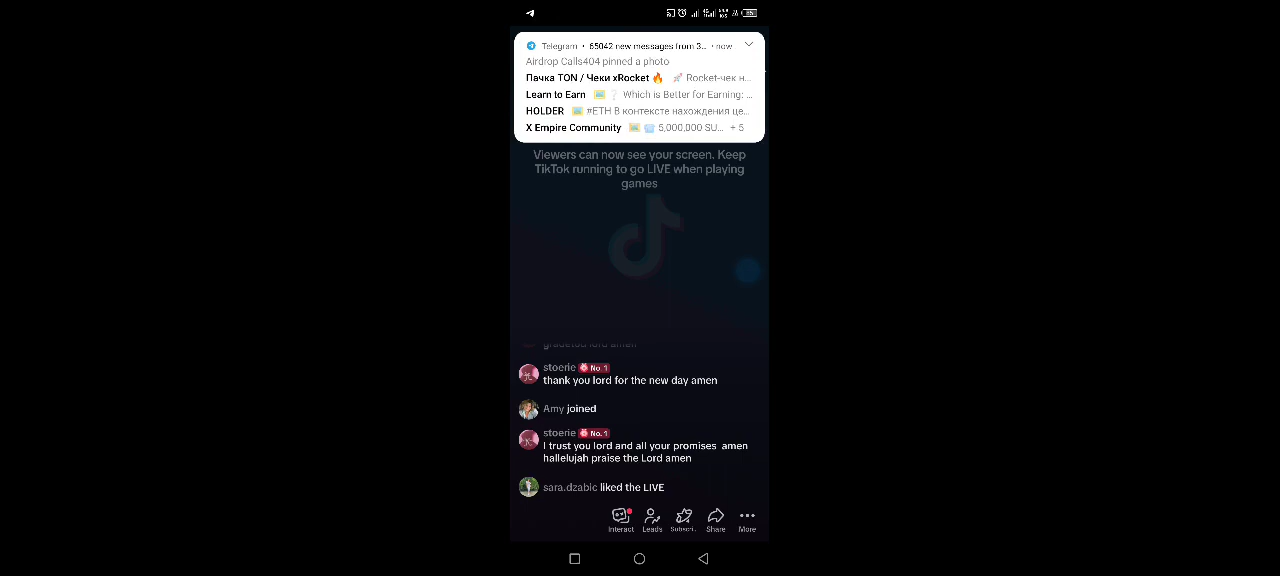 85
Telegram • 65042 new messages from 3... • now
Airdrop Calls404 pinned a photo
Пачка TON / Чеки xRocket 🔥 🚀 Rocket-чек н...
Learn to Earn 🖼 ❔ Which is Better for Earning: ...
HOLDER 🖼 #ETH В контексте нахождения це...
X Empire Community 🖼 5,000,000 SU... + 5
Viewers can now see your screen. Keep
TikTok running to go LIVE when playing
games
lord amen
stoerie No. 1
thank you lord for the new day amen
Amy joined
stoerie No. 1
I trust you lord and all your promises amen
hallelujah praise the Lord amen
sara.dzabic liked the LIVE
Interact Leads Subscri.. Share More